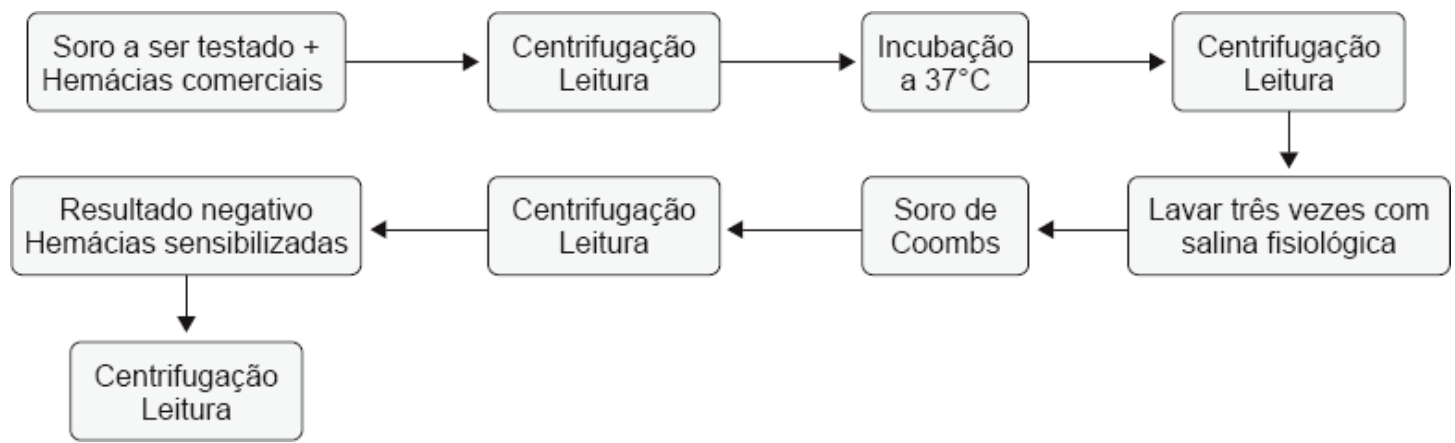 Soro a ser testado +
Hemácias comerciais
Centrifugação
Leitura
Incubação
a 37°C
Centrifugação
Leitura
Lavar três vezes com
salina fisiológica
Soro de
Coombs
Centrifugação
Leitura
Resultado negativo
Hemácias sensibilizadas
Centrifugação
Leitura